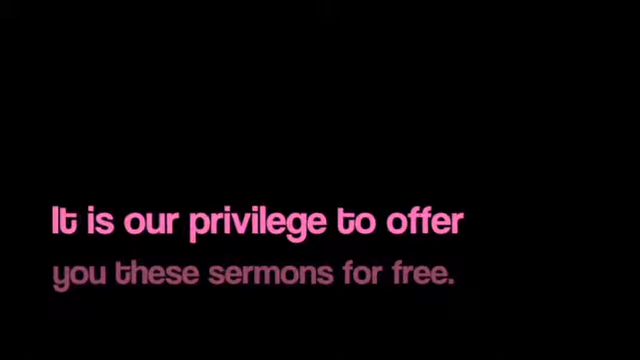 It is our privilege to offer
you these sermons for free.